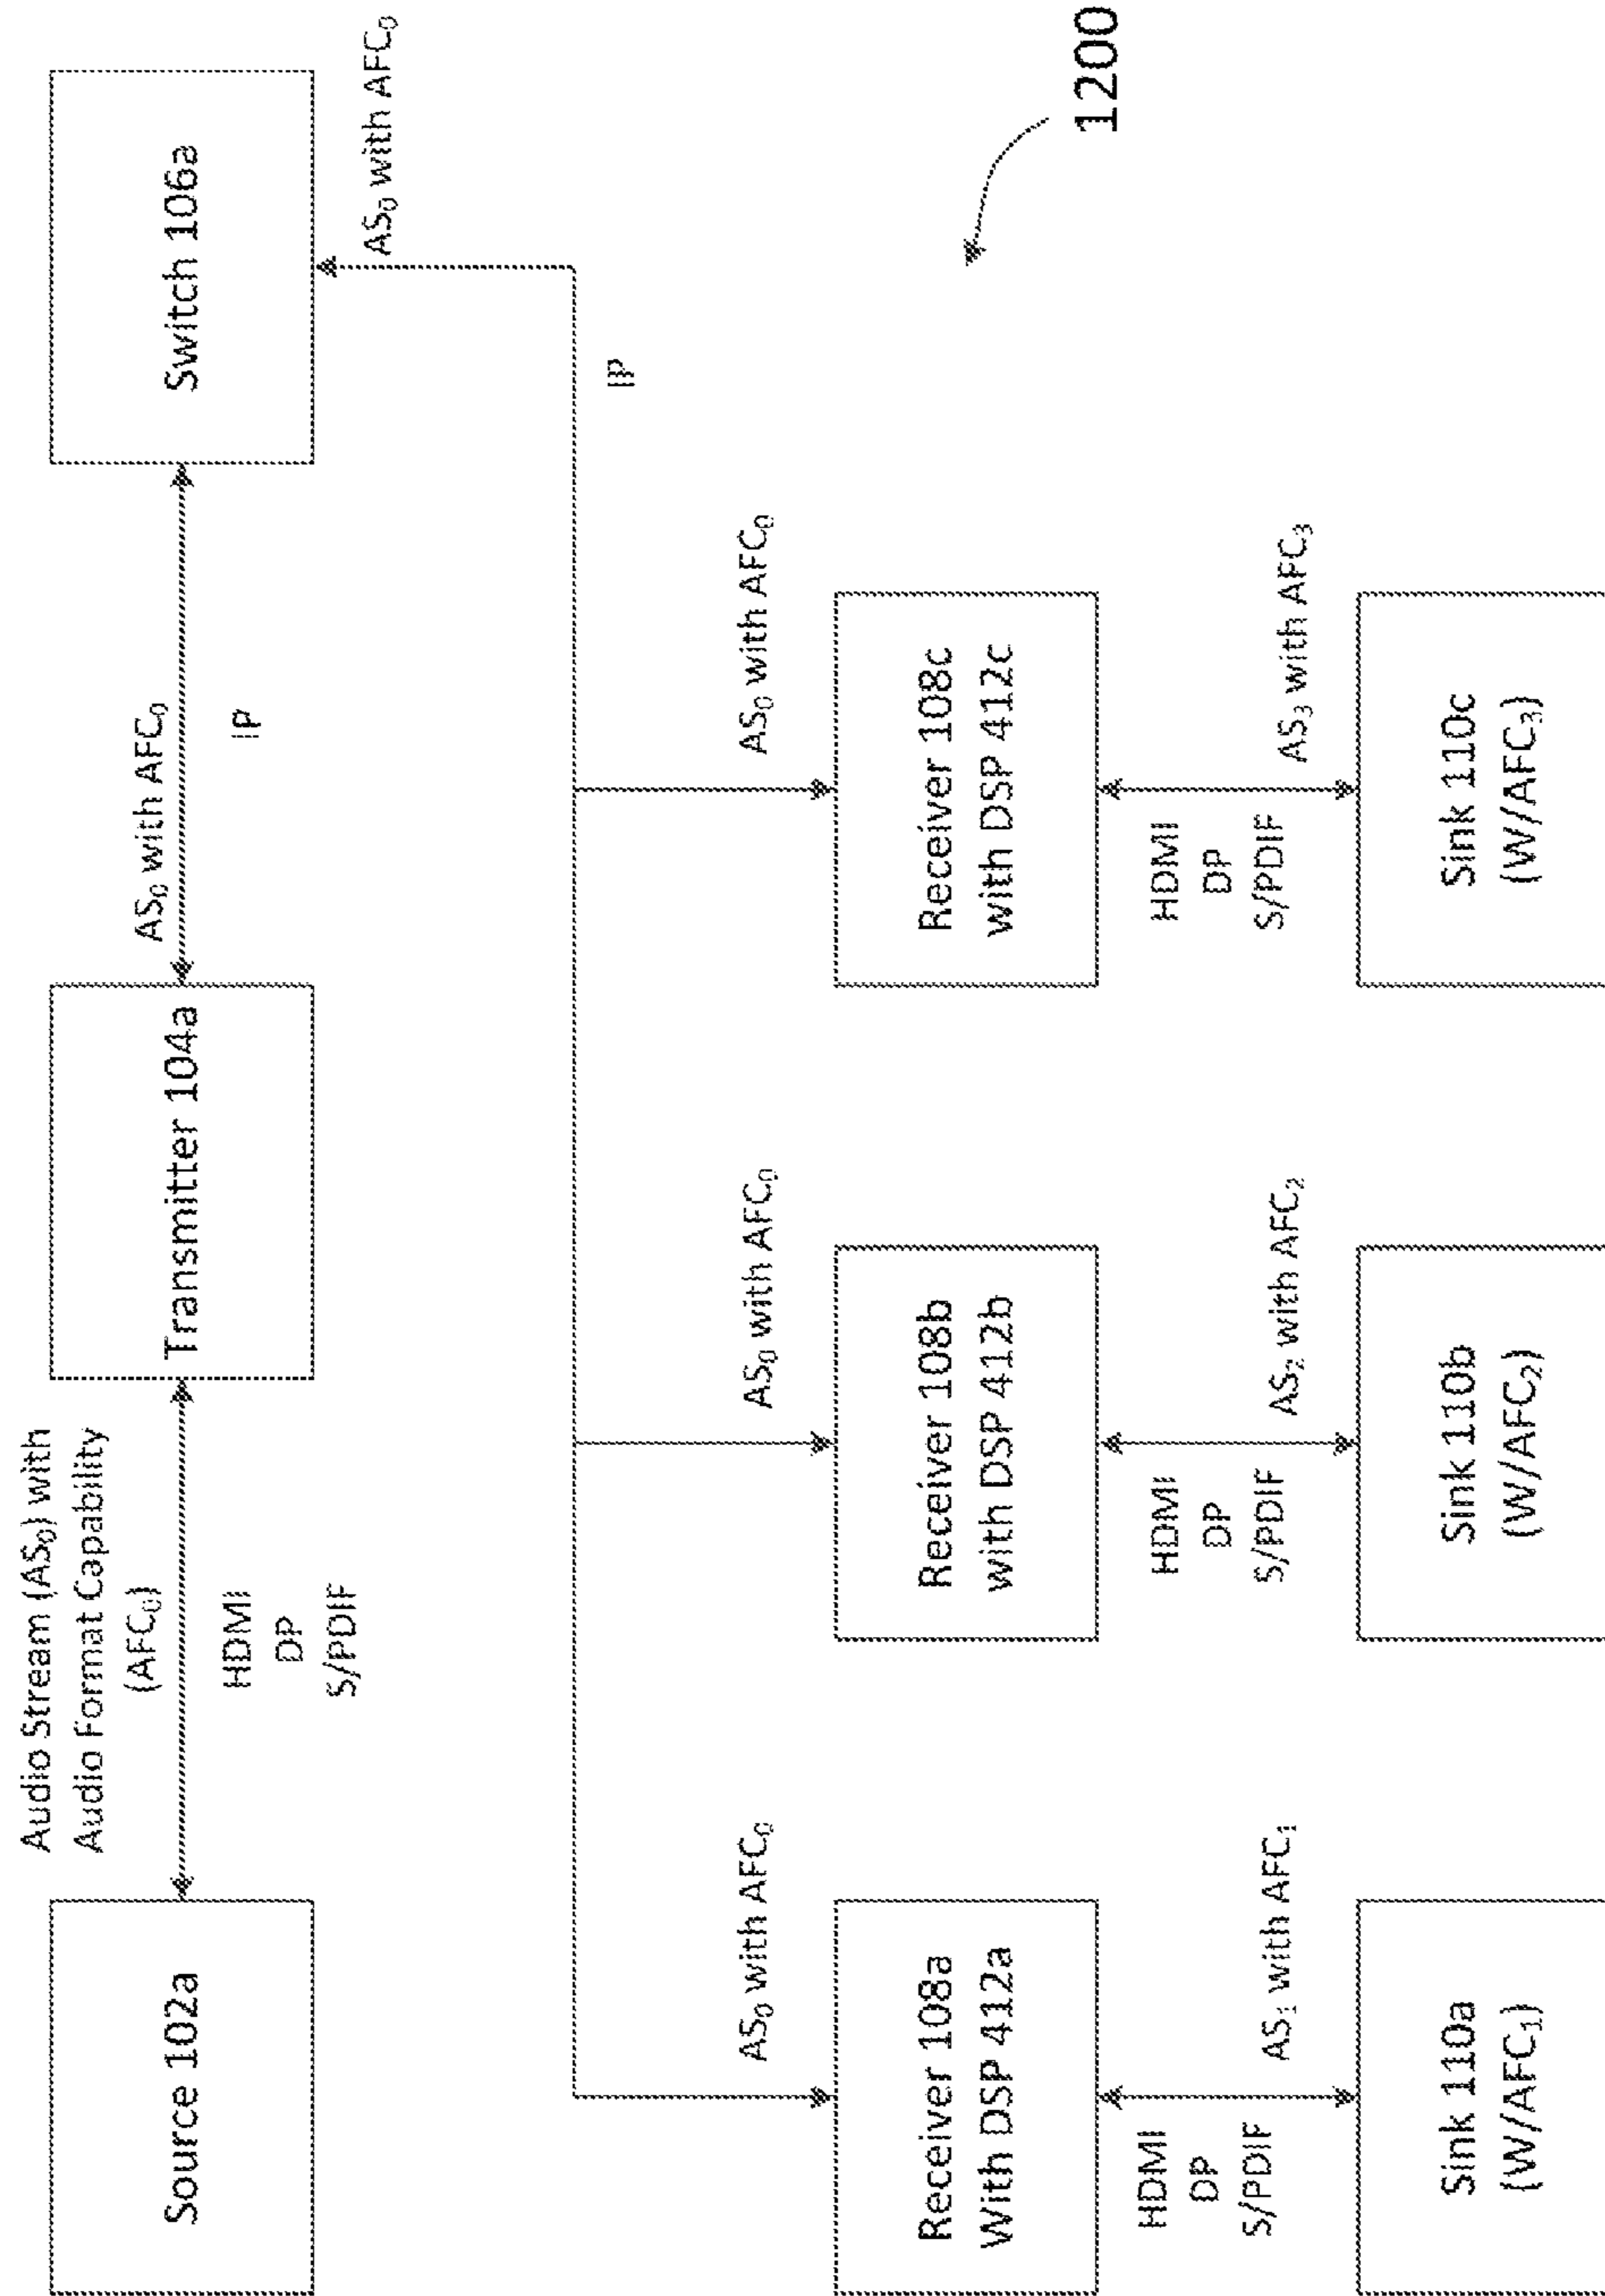 Audio Stream (AS₀) with
Audio Format Capability
(AFC₀)
HDMI
DP
S/PDIF
Source 102a
Transmitter 104a
AS₀ with AFC₀
IP
Switch 106a
AS₀ with AFC₀
IP
AS₀ with AFC₀
AS₀ with AFC₀
AS₀ with AFC₀
Receiver 108a
With DSP 412a
Receiver 108b
with DSP 412b
Receiver 108c
with DSP 412c
HDMI
DP
S/PDIF
AS₁ with AFC₁
HDMI
DP
S/PDIF
AS₂ with AFC₂
HDMI
DP
S/PDIF
AS₃ with AFC₃
Sink 110a
(W/AFC₁)
Sink 110b
(W/AFC₂)
Sink 110c
(W/AFC₃)
1200